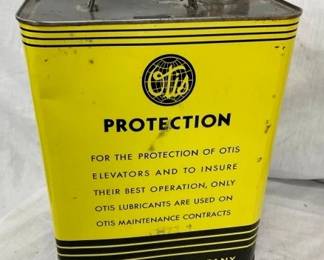 OTIS
PROTECTION
FOR THE PROTECTION OF OTIS
ELEVATORS AND TO INSURE
THEIR BEST OPERATION, ONLY
OTIS LUBRICANTS ARE USED ON
OTIS MAINTENANCE CONTRACTS